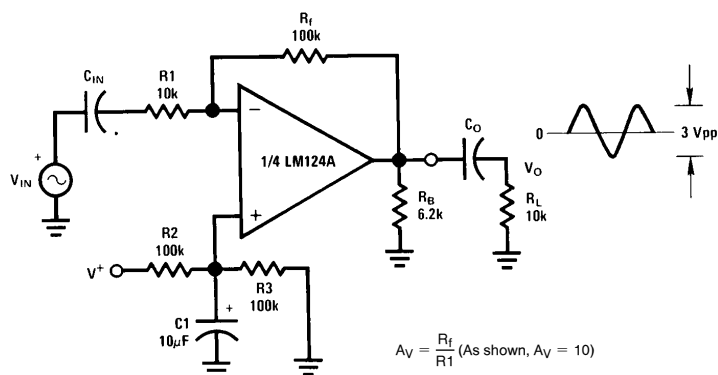 Rf
100k
CIN
R1
10k
−
1/4 LM124A
+
+
VIN
CO
0
3 Vpp
VO
RB
6.2k
RL
10k
R2
100k
V+
R3
100k
+
C1
10μF
AV = Rf/R1 (As shown, AV = 10)